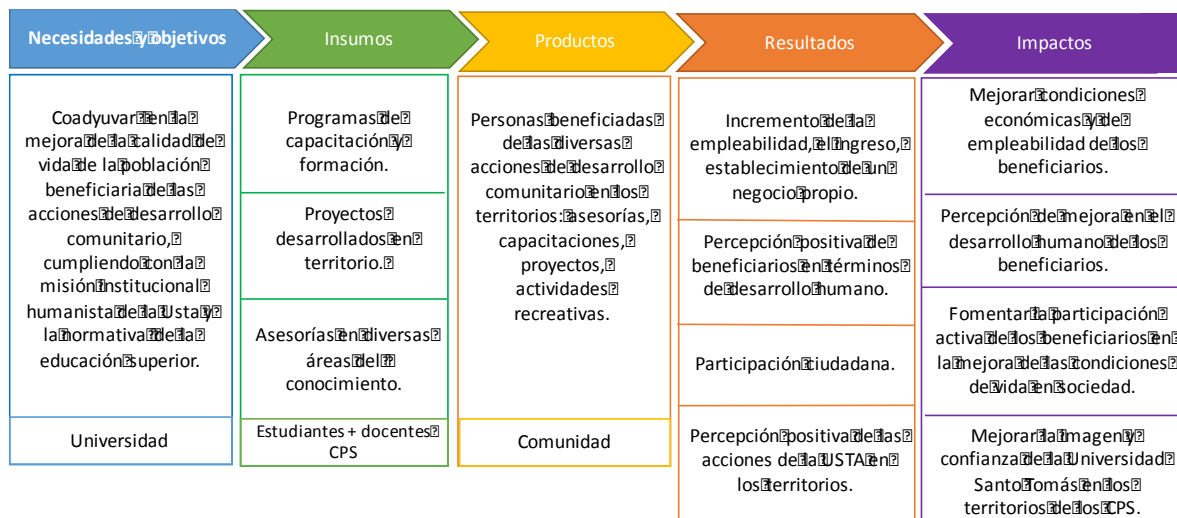 Necesidades y objetivos
Insumos
Productos
Resultados
Impactos
Coadyuvar en la
mejora de la calidad de
vida de la población
beneficiaria de las
acciones de desarrollo
comunitario,
cumpliendo con la
misión institucional
humanista de la Usta y
la normativa de la
educación superior.
Universidad
Programas de
capacitación y
formación.
Proyectos
desarrollados en
territorio.
Asesorías en diversas
áreas del
conocimiento.
Estudiantes + docentes
CPS
Personas beneficiadas
de las diversas
acciones de desarrollo
comunitario en los
territorios: asesorías,
capacitaciones,
proyectos,
actividades
recreativas.
Comunidad
Incremento de la
empleabilidad, el ingreso,
establecimiento de un
negocio propio.
Percepción positiva de
beneficiarios en términos
de desarrollo humano.
Participación ciudadana.
Percepción positiva de las
acciones de la USTA en
los territorios.
Mejorar condiciones
económicas y de
empleabilidad de los
beneficiarios.
Percepción de mejora en el
desarrollo humano de los
beneficiarios.
Fomentar la participación
activa de los beneficiarios en
la mejora de las condiciones
de vida en sociedad.
Mejorar la imagen y
confianza de la Universidad
Santo Tomás en los
territorios de los CPS.